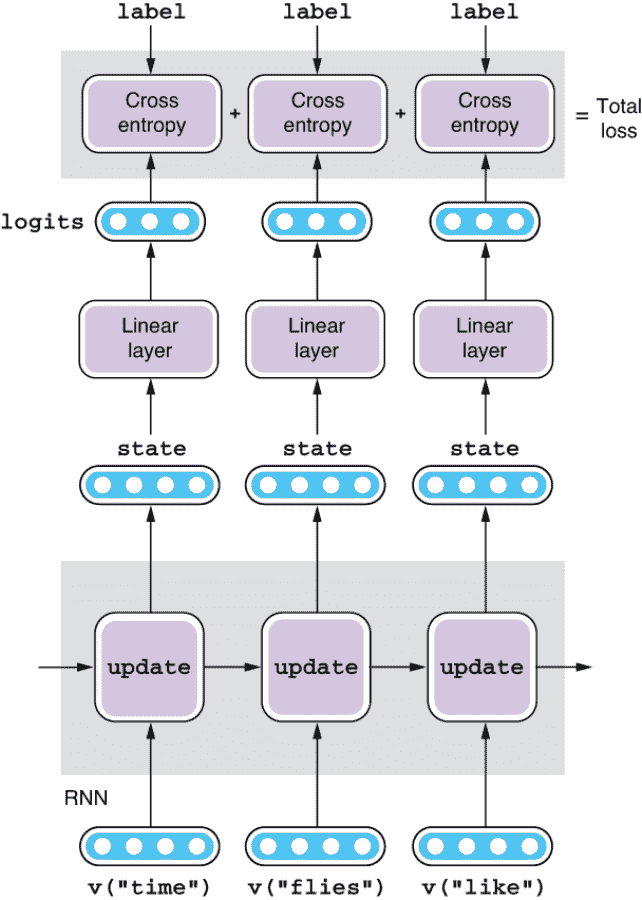 label label label
Cross entropy + Cross entropy + Cross entropy = Total loss
logits
Linear layer Linear layer Linear layer
state state state
update update update
RNN
v("time") v("flies") v("like")